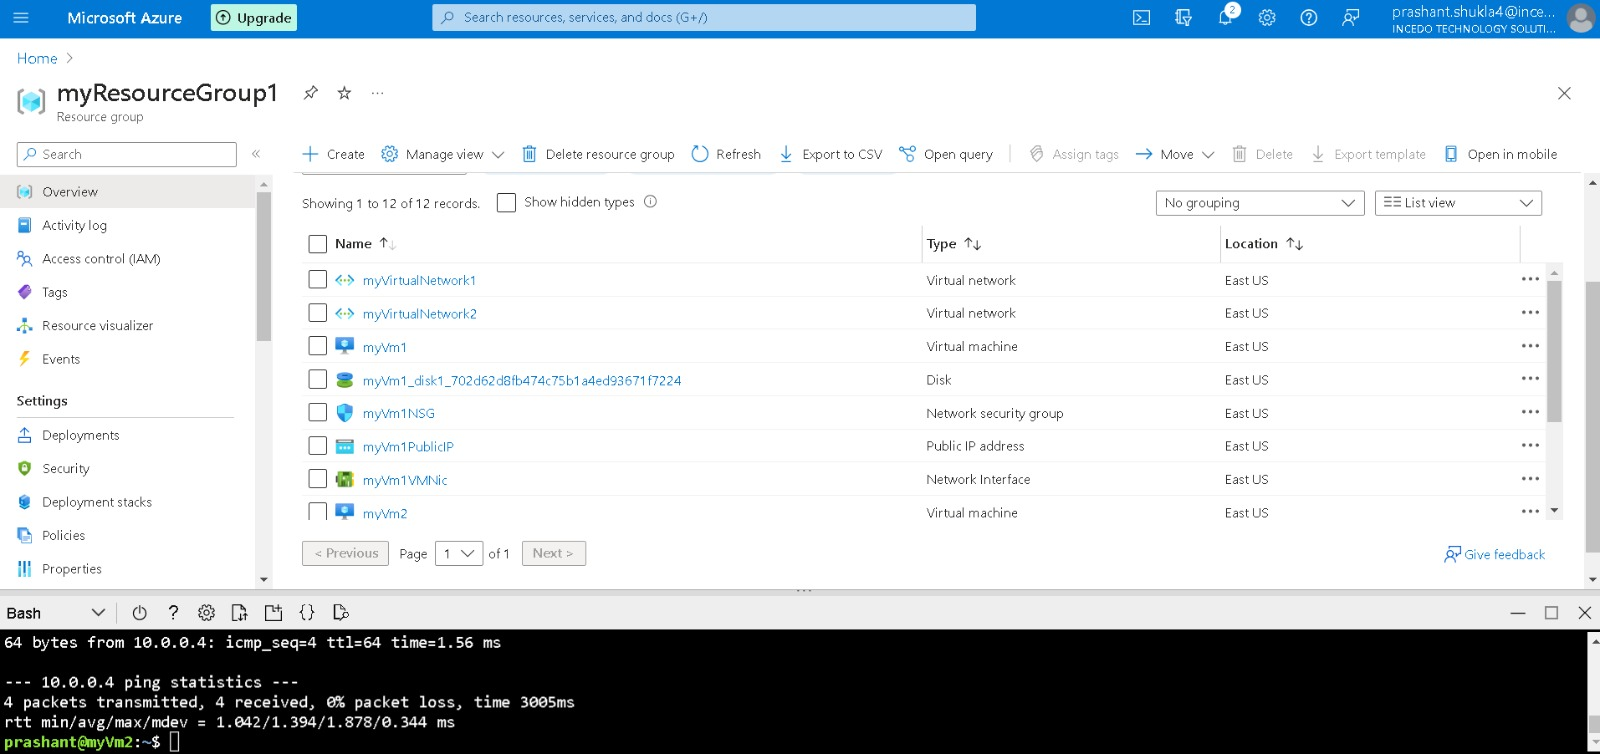 Microsoft Azure
Upgrade
Search resources, services, and docs (G+/)
2
prashant.shukla4@ince...
INCEDO TECHNOLOGY SOLUTI...
Home >
myResourceGroup1
Resource group
Search
Create
Manage view
Delete resource group
Refresh
Export to CSV
Open query
Assign tags
Move
Delete
Export template
Open in mobile
Overview
Activity log
Access control (IAM)
Tags
Resource visualizer
Events
Settings
Deployments
Security
Deployment stacks
Policies
Properties
Showing 1 to 12 of 12 records.
Show hidden types
No grouping
List view
Name Type Location
myVirtualNetwork1 Virtual network East US
myVirtualNetwork2 Virtual network East US
myVm1 Virtual machine East US
myVm1_disk1_702d62d8fb474c75b1a4ed93671f7224 Disk East US
myVm1NSG Network security group East US
myVm1PublicIP Public IP address East US
myVm1VMNic Network Interface East US
myVm2 Virtual machine East US
< Previous Page 1 of 1 Next >
Give feedback
Bash
64 bytes from 10.0.0.4: icmp_seq=4 ttl=64 time=1.56 ms
--- 10.0.0.4 ping statistics ---
4 packets transmitted, 4 received, 0% packet loss, time 3005ms
rtt min/avg/max/mdev = 1.042/1.394/1.878/0.344 ms
prashant@myVm2:~$